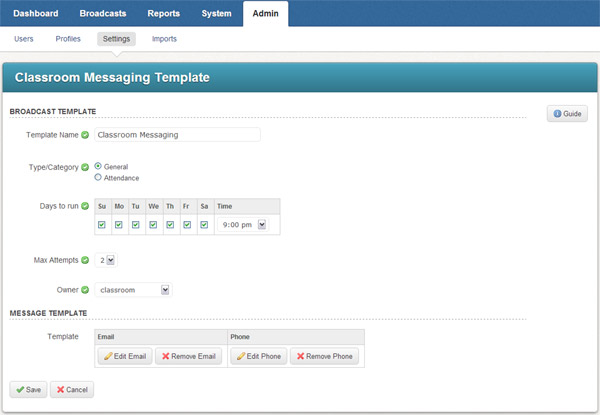 Dashboard Broadcasts Reports System Admin
Users Profiles Settings Imports
Classroom Messaging Template
BROADCAST TEMPLATE
Guide
Template Name Classroom Messaging
Type/Category General
Attendance
Days to run Su Mo Tu We Th Fr Sa Time
9:00 pm
Max Attempts 2
Owner classroom
MESSAGE TEMPLATE
Template Email Phone
Edit Email Remove Email Edit Phone Remove Phone
Save Cancel